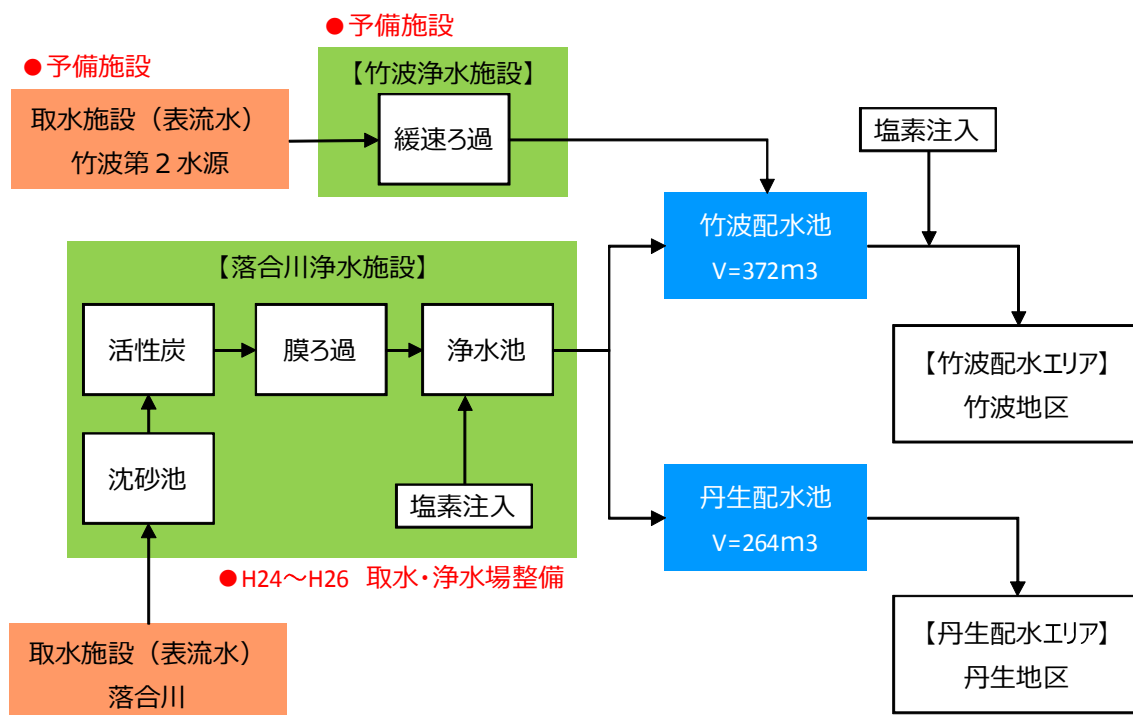 ●予備施設
●予備施設
【竹波浄水施設】
取水施設（表流水）
竹波第２水源
緩速ろ過
塩素注入
竹波配水池
V=372m3
【落合川浄水施設】
活性炭
膜ろ過
浄水池
【竹波配水エリア】
竹波地区
沈砂池
塩素注入
丹生配水池
V=264m3
●H24～H26 取水・浄水場整備
取水施設（表流水）
落合川
【丹生配水エリア】
丹生地区